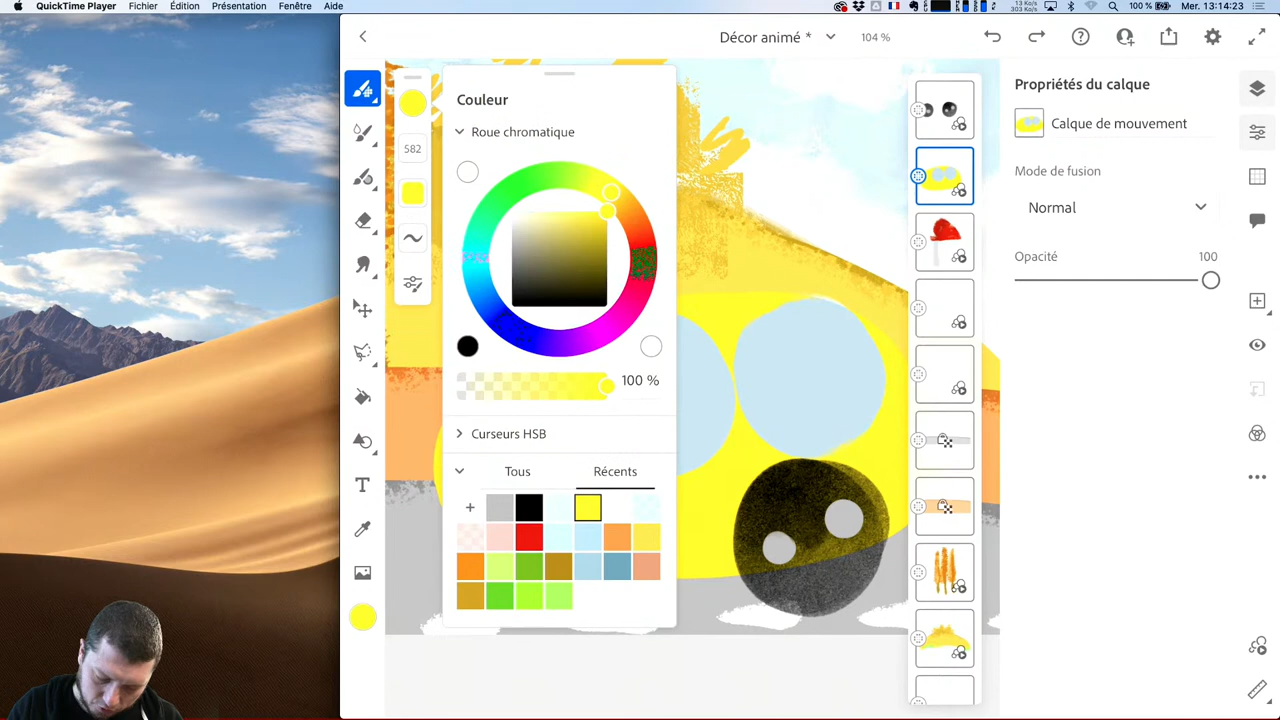 QuickTime Player Fichier Édition Présentation Fenêtre Aide
13 Ko/s
303 Ko/s
100 % Mer. 13:14:23
Décor animé * 104 %
Couleur
Roue chromatique
582
100 %
Curseurs HSB
Tous Récents
Propriétés du calque
Calque de mouvement
Mode de fusion
Normal
Opacité 100